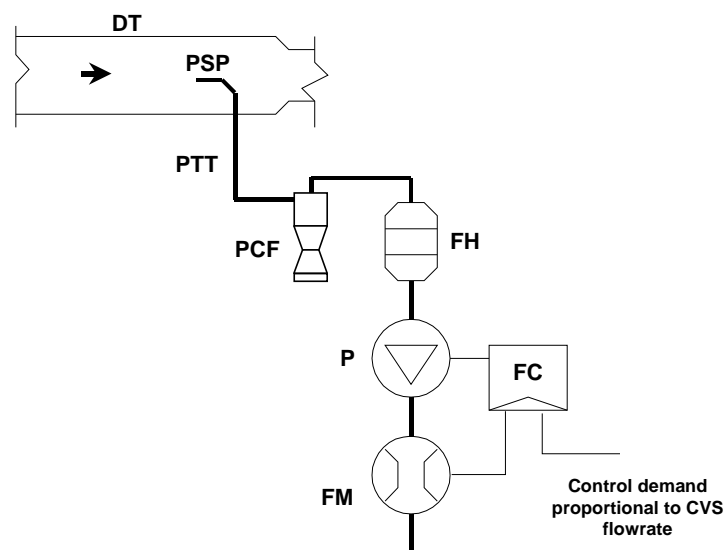 DT
PSP
PTT
PCF
FH
P
FC
FM
Control demand
proportional to CVS
flowrate